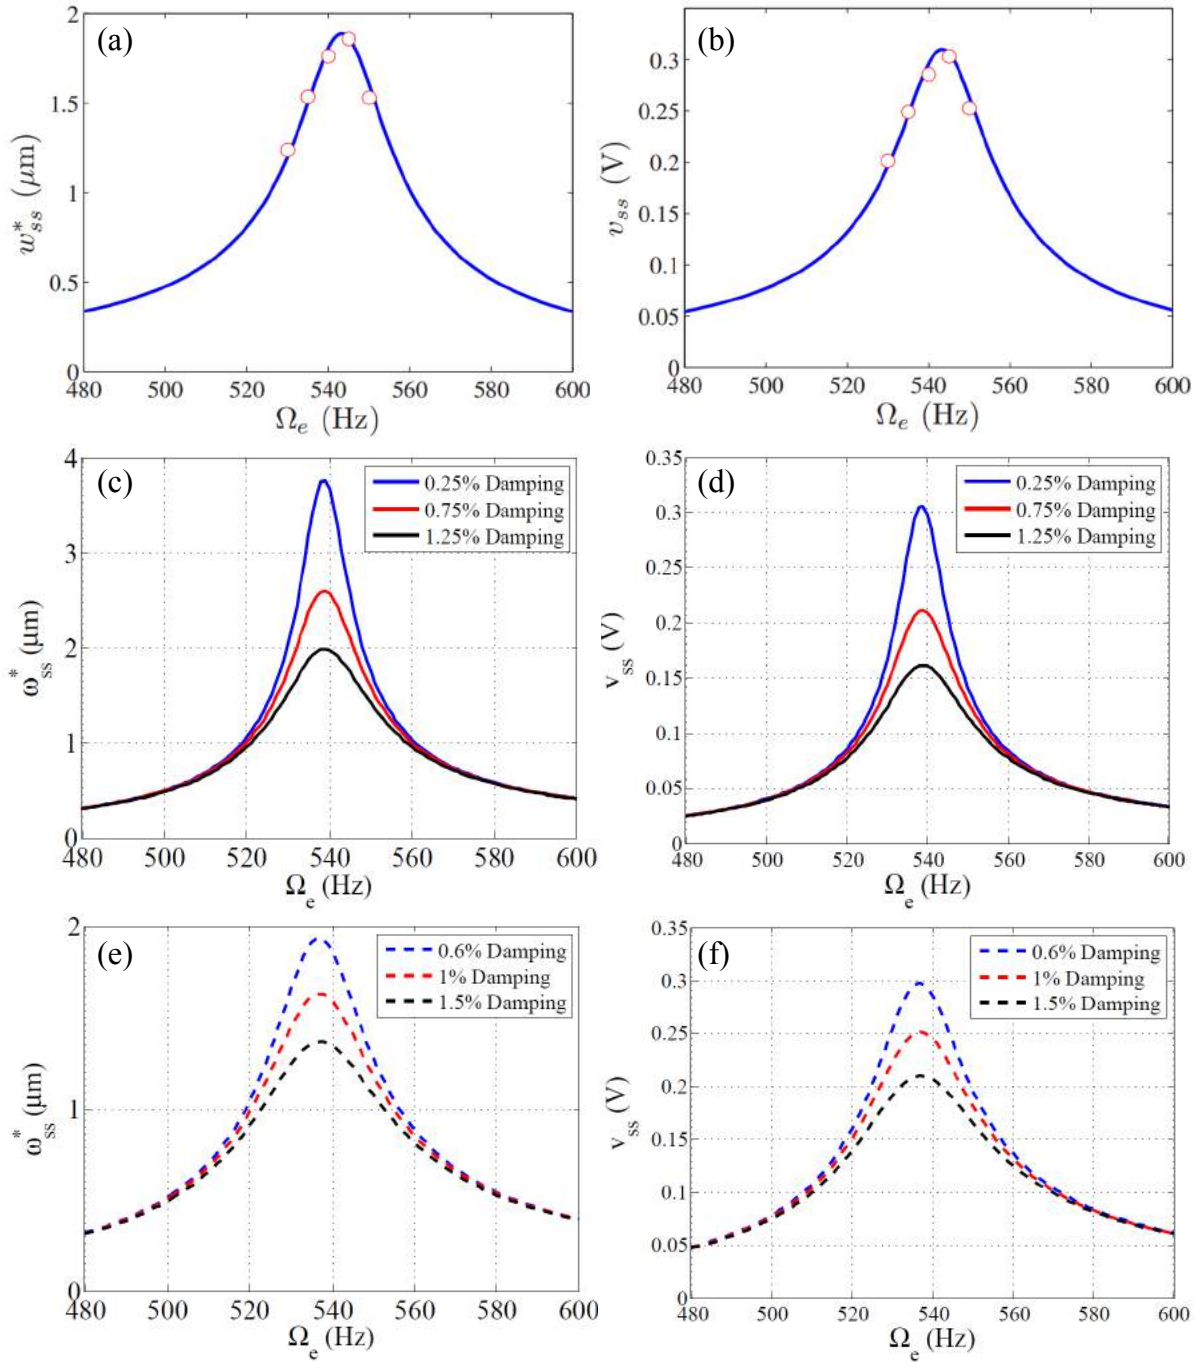 (a)
2
1.5
1
0.5
0
w*ss (μm)
480 500 520 540 560 580 600
Ωe (Hz)
(b)
0.3
0.25
0.2
0.15
0.1
0.05
0
vss (V)
480 500 520 540 560 580 600
Ωe (Hz)
(c)
4
3
2
1
0
ω*ss (μm)
0.25% Damping
0.75% Damping
1.25% Damping
480 500 520 540 560 580 600
Ωe (Hz)
(d)
0.35
0.3
0.25
0.2
0.15
0.1
0.05
0
vss (V)
0.25% Damping
0.75% Damping
1.25% Damping
480 500 520 540 560 580 600
Ωe (Hz)
(e)
2
1
0
ω*ss (μm)
0.6% Damping
1% Damping
1.5% Damping
480 500 520 540 560 580 600
Ωe (Hz)
(f)
0.35
0.3
0.25
0.2
0.15
0.1
0.05
0
vss (V)
0.6% Damping
1% Damping
1.5% Damping
480 500 520 540 560 580 600
Ωe (Hz)